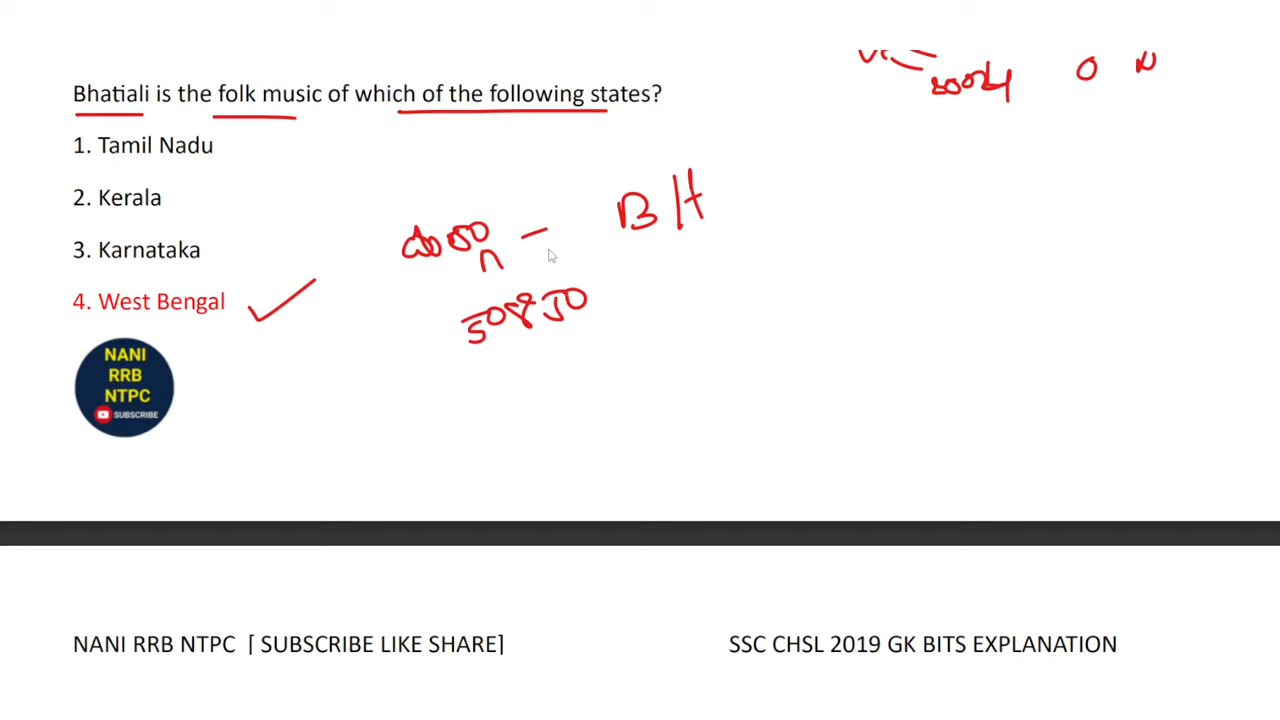 Bhatiali is the folk music of which of the following states?
1. Tamil Nadu
2. Kerala
3. Karnataka
4. West Bengal
B H
O N
NANI
RRB
NTPC
SUBSCRIBE
NANI RRB NTPC [ SUBSCRIBE LIKE SHARE]
SSC CHSL 2019 GK BITS EXPLANATION